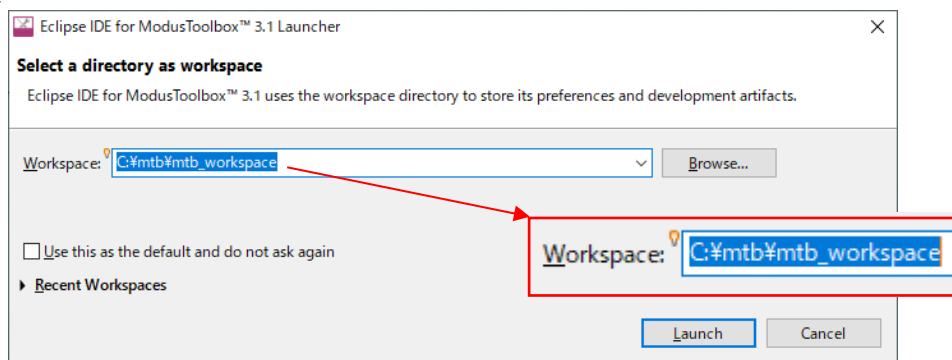 Eclipse IDE for ModusToolbox™ 3.1 Launcher
Select a directory as workspace
Eclipse IDE for ModusToolbox™ 3.1 uses the workspace directory to store its preferences and development artifacts.
Workspace: C:¥mtb¥mtb_workspace Browse...
Workspace: C:¥mtb¥mtb_workspace
Use this as the default and do not ask again
Recent Workspaces
Launch Cancel